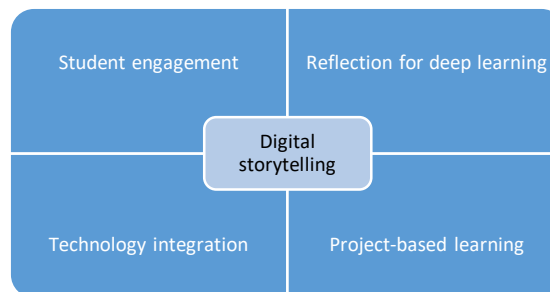 Student engagement
Reflection for deep learning
Digital
storytelling
Technology integration
Project-based learning